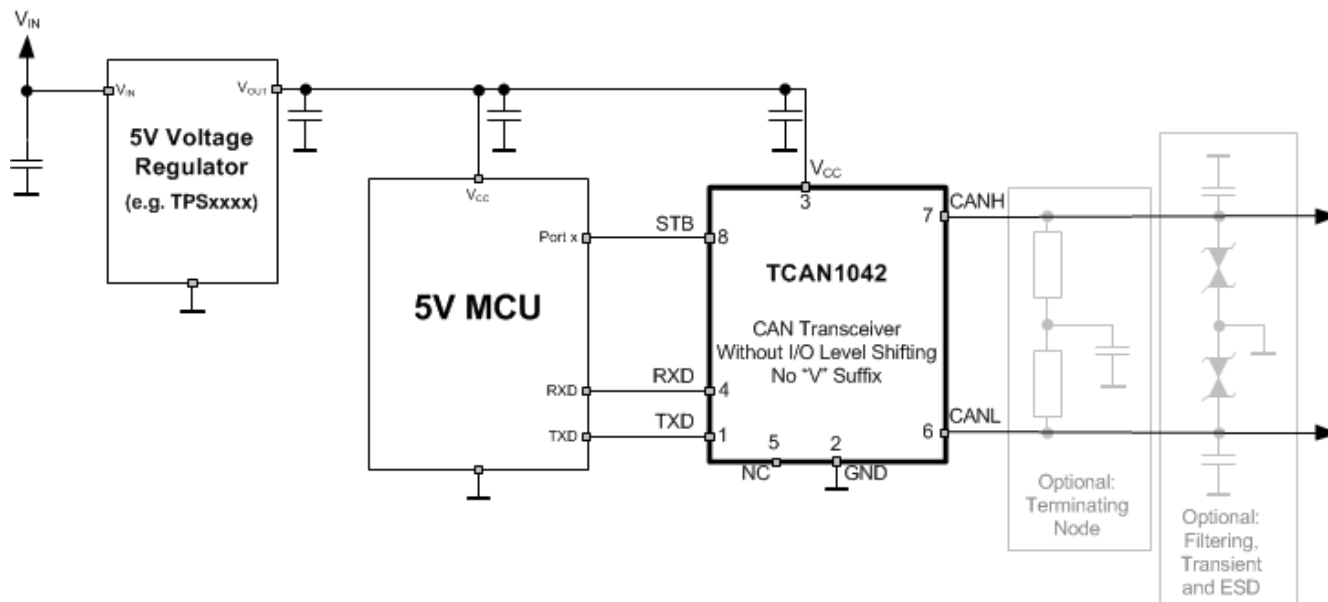 VIN
VIN
VOUT
5V Voltage
Regulator
(e.g. TPSxxxx)
VCC
Port x
5V MCU
RXD
TXD
STB
RXD
TXD
VCC
3
8
7
TCAN1042
CAN Transceiver
Without I/O Level Shifting
No "V" Suffix
4
1
5
2
6
NC
GND
CANH
CANL
Optional:
Terminating
Node
Optional:
Filtering,
Transient
and ESD